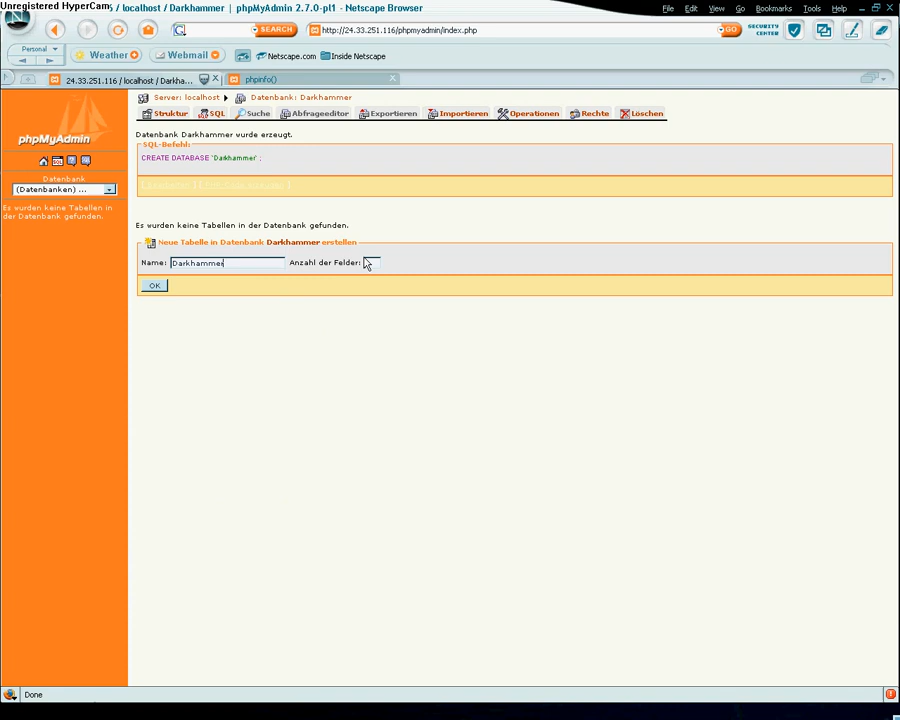 Unregistered HyperCam
/ localhost / Darkhammer | phpMyAdmin 2.7.0-pl1 - Netscape Browser
File Edit View Go Bookmarks Tools Help
SEARCH
http://24.33.251.116/phpmyadmin/index.php
GO
SECURITY CENTER
Personal
Weather
Webmail
Netscape.com
Inside Netscape
24.33.251.116 / localhost / Darkha...
phpinfo()
phpMyAdmin
Datenbank
(Datenbanken) ...
Es wurden keine Tabellen in
der Datenbank gefunden.
Server: localhost
Datenbank: Darkhammer
Struktur SQL Suche Abfrageeditor Exportieren Importieren Operationen Rechte Löschen
Datenbank Darkhammer wurde erzeugt.
SQL-Befehl:
CREATE DATABASE `Darkhammer` ;
Es wurden keine Tabellen in der Datenbank gefunden.
Neue Tabelle in Datenbank Darkhammer erstellen
Name: Darkhammer Anzahl der Felder:
OK
Done